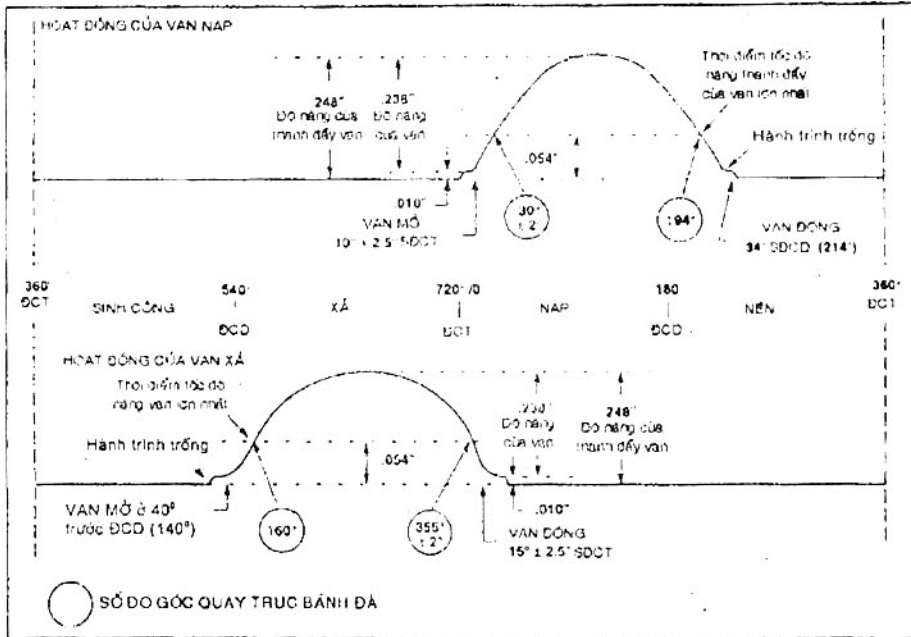 HOẠT ĐỘNG CỦA VAN NẠP
.248"
Độ nâng của
thanh đẩy van
.238"
Độ nâng
của van
.054"
.010"
VAN MỞ
10° ± 2.5° SĐCT
30°
± 2°
194°
Thời điểm tốc độ
nâng thanh đẩy
của van lớn nhất
Hành trình trống
VAN ĐÓNG
34° SĐCD (214°)
360°
ĐCT
SINH CÔNG
540°
ĐCD
XẢ
720°/0
ĐCT
NẠP
180
ĐCD
NÉN
360°
ĐCT
HOẠT ĐỘNG CỦA VAN XẢ
Thời điểm tốc độ
nâng van lớn nhất
Hành trình trống
VAN MỞ ở 40⁰
trước ĐCD (140⁰)
160°
.054"
355°
± 2°
Độ nâng
của van
.248"
Độ nâng của
thanh đẩy van
.010"
VAN ĐÓNG
15° ± 2.5° SĐCT
SỐ ĐO GÓC QUAY TRỤC BÁNH ĐÀ